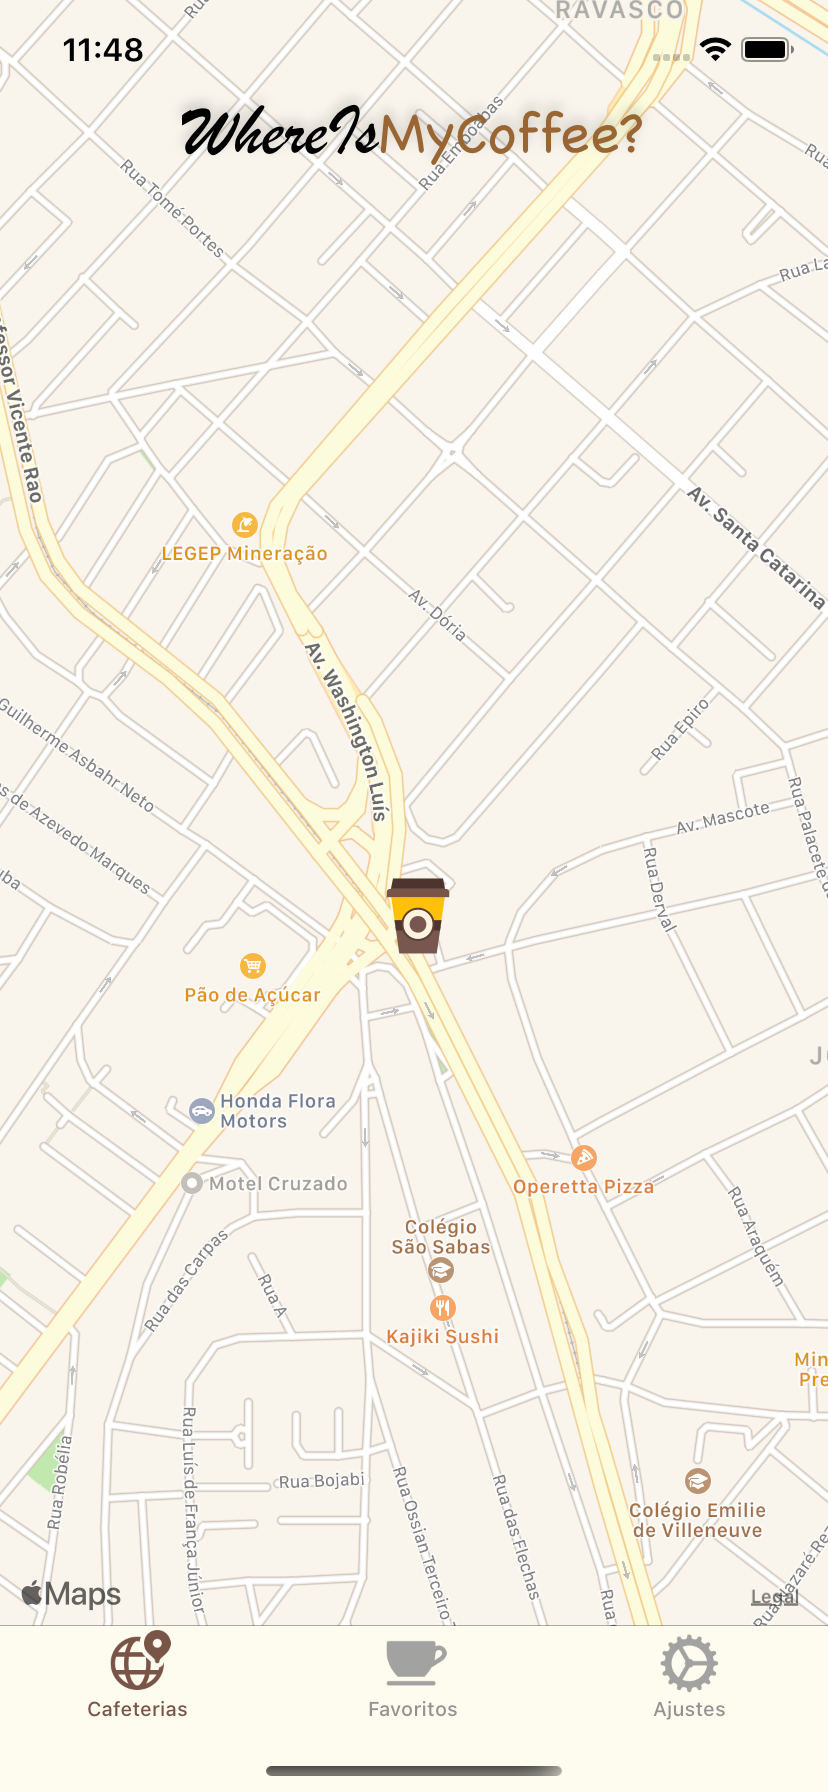 RAVASCO
11:48
WhereIsMyCoffee?
Rua Emboabas
Rua
Rua Tomé Portes
Rua La
fessor Vicente Rao
Av. Santa Catarina
LEGEP Mineração
Av. Dória
Av. Washington Luís
Rua Epiro
Guilherme Asbahr Neto
s de Azevedo Marques
Av. Mascote
Rua Palacete d
Rua Derval
uba
Pão de Açúcar
Honda Flora
Motors
Motel Cruzado
Operetta Pizza
Rua Araquém
Colégio
São Sabas
Rua das Carpas
Rua A
Kajiki Sushi
Min
Pre
Rua Robélia
Rua Luís de França Júnior
Rua Bojabi
Rua Ossian Terceiro
Rua das Flechas
Colégio Emilie
de Villeneuve
Rua Nazaré Re
Rua
Maps
Legal
Cafeterias
Favoritos
Ajustes